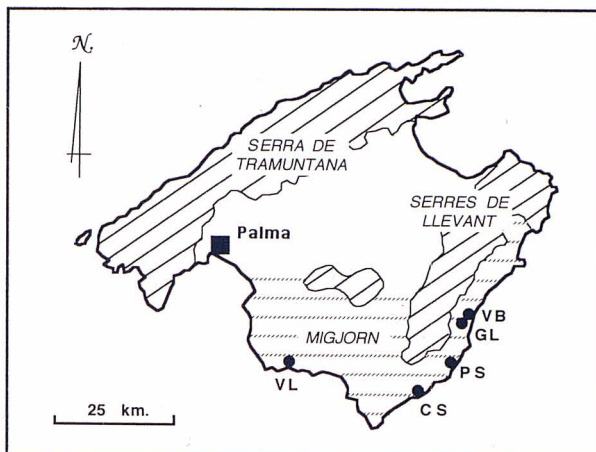 N.
SERRA DE
TRAMUNTANA
SERRES DE
LLEVANT
Palma
VB
GL
MIGJORN
PS
VL
CS
25 km.